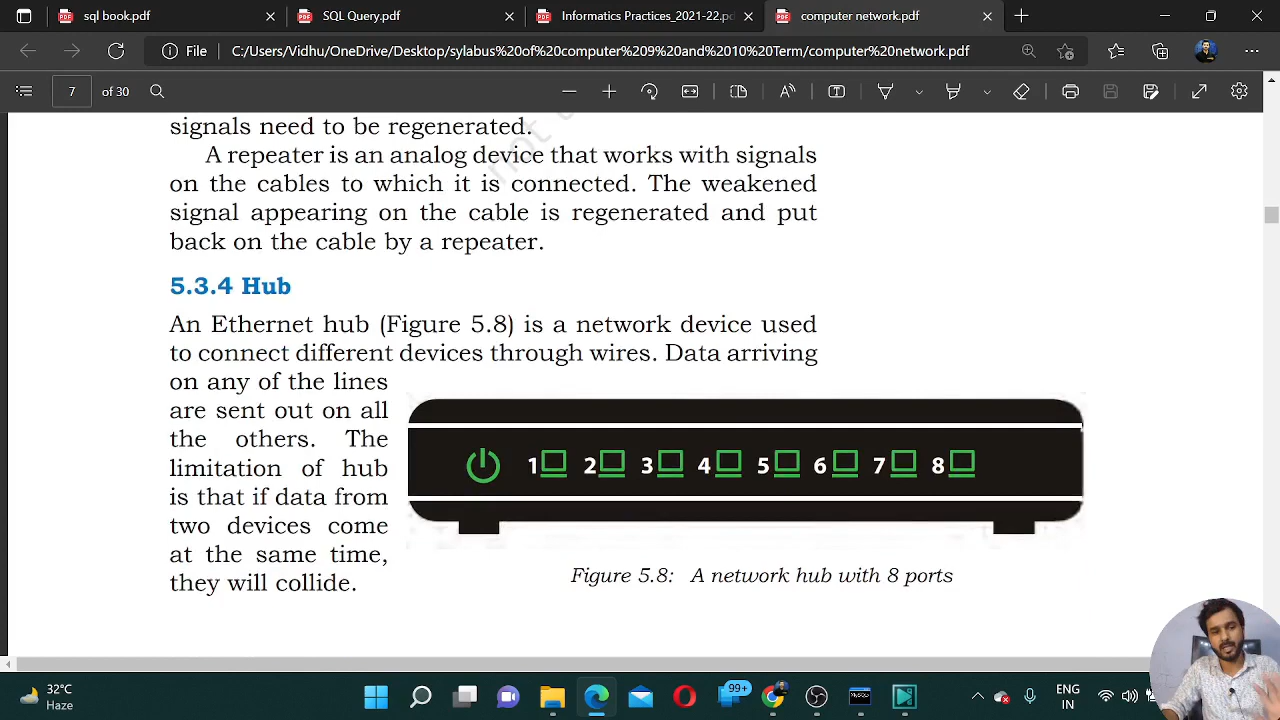 sql book.pdf
SQL Query.pdf
Informatics Practices_2021-22.pd
computer network.pdf
File
C:/Users/Vidhu/OneDrive/Desktop/sylabus%20of%20computer%209%20and%2010%20Term/computer%20network.pdf
7 of 30
signals need to be regenerated.
not
A repeater is an analog device that works with signals
on the cables to which it is connected. The weakened
signal appearing on the cable is regenerated and put
back on the cable by a repeater.
5.3.4 Hub
An Ethernet hub (Figure 5.8) is a network device used
to connect different devices through wires. Data arriving
on any of the lines
are sent out on all
the others. The
limitation of hub
is that if data from
two devices come
at the same time,
they will collide.
1 2 3 4 5 6 7 8
Figure 5.8: A network hub with 8 ports
32°C
Haze
99+
ENG
IN